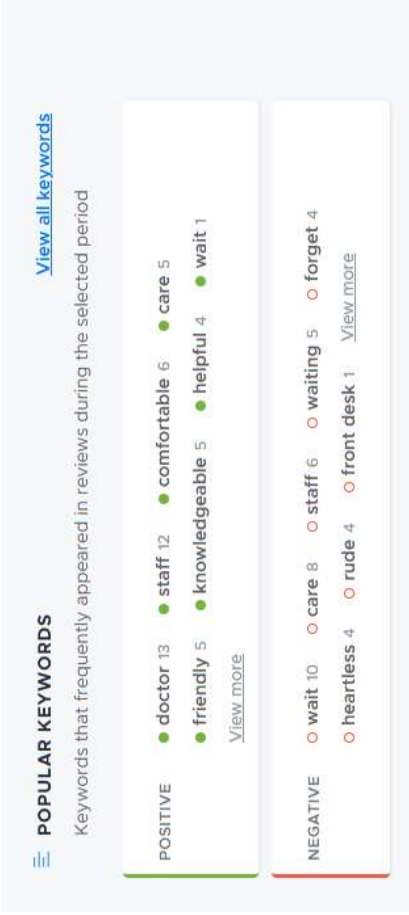 POPULAR KEYWORDS View all keywords
Keywords that frequently appeared in reviews during the selected period
POSITIVE doctor 13 staff 12 comfortable 6 care 5
friendly 5 knowledgeable 5 helpful 4 wait 1
View more
NEGATIVE wait 10 care 8 staff 6 waiting 5 forget 4
heartless 4 rude 4 front desk 1 View more